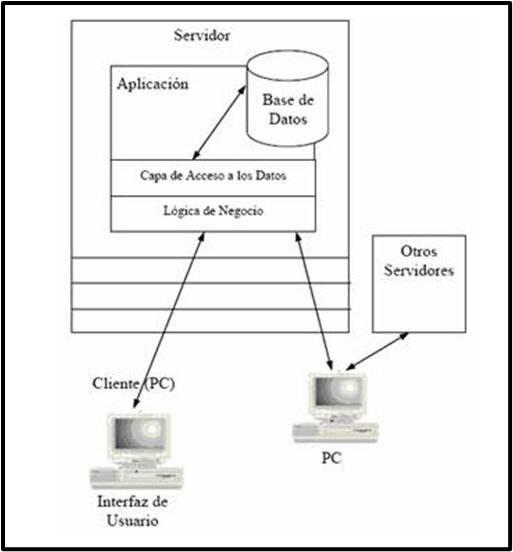 Servidor
Aplicación
Base de
Datos
Capa de Acceso a los Datos
Lógica de Negocio
Otros
Servidores
Cliente (PC)
PC
Interfaz de
Usuario